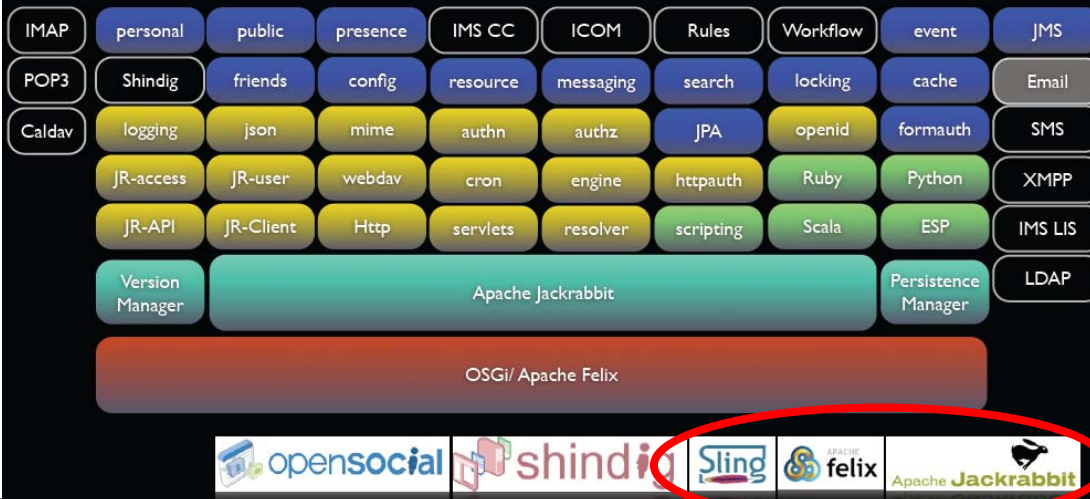 IMAP personal public presence IMS CC ICOM Rules Workflow event JMS
POP3 Shindig friends config resource messaging search locking cache Email
Caldav logging json mime authn authz JPA openid formauth SMS
JR-access JR-user webdav cron engine httpauth Ruby Python XMPP
JR-API JR-Client Http servlets resolver scripting Scala ESP IMS LIS
Version Manager Apache Jackrabbit Persistence Manager LDAP
OSGi/ Apache Felix
opensocial shindig Sling APACHE felix Apache Jackrabbit